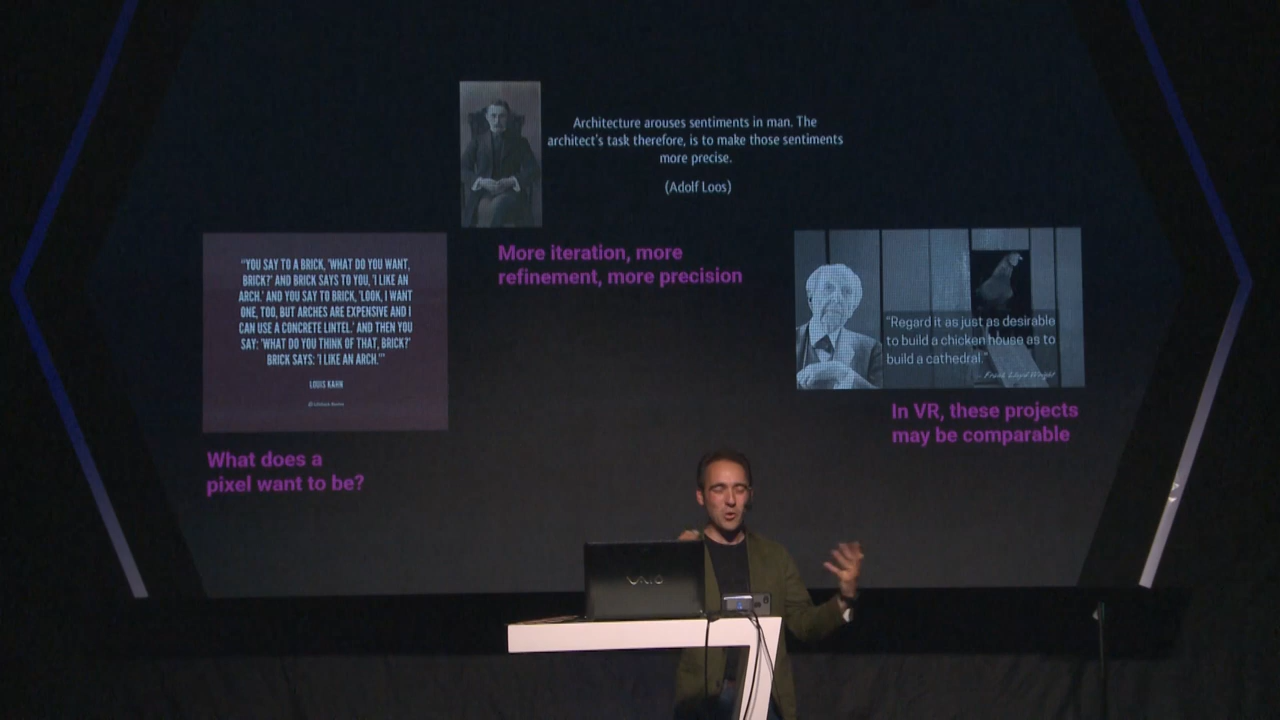 Architecture arouses sentiments in man. The
architect's task therefore, is to make those sentiments
more precise.
(Adolf Loos)
More iteration, more
refinement, more precision
"'YOU SAY TO A BRICK, 'WHAT DO YOU WANT,
BRICK?' AND BRICK SAYS TO YOU, 'I LIKE AN
ARCH.' AND YOU SAY TO BRICK, 'LOOK, I WANT
ONE, TOO, BUT ARCHES ARE EXPENSIVE AND I
CAN USE A CONCRETE LINTEL.' AND THEN YOU
SAY: 'WHAT DO YOU THINK OF THAT, BRICK?'
BRICK SAYS: 'I LIKE AN ARCH.'"
LOUIS KAHN
What does a
pixel want to be?
"Regard it as just as desirable
to build a chicken house as to
build a cathedral."
Frank Lloyd Wright
In VR, these projects
may be comparable
VAIO